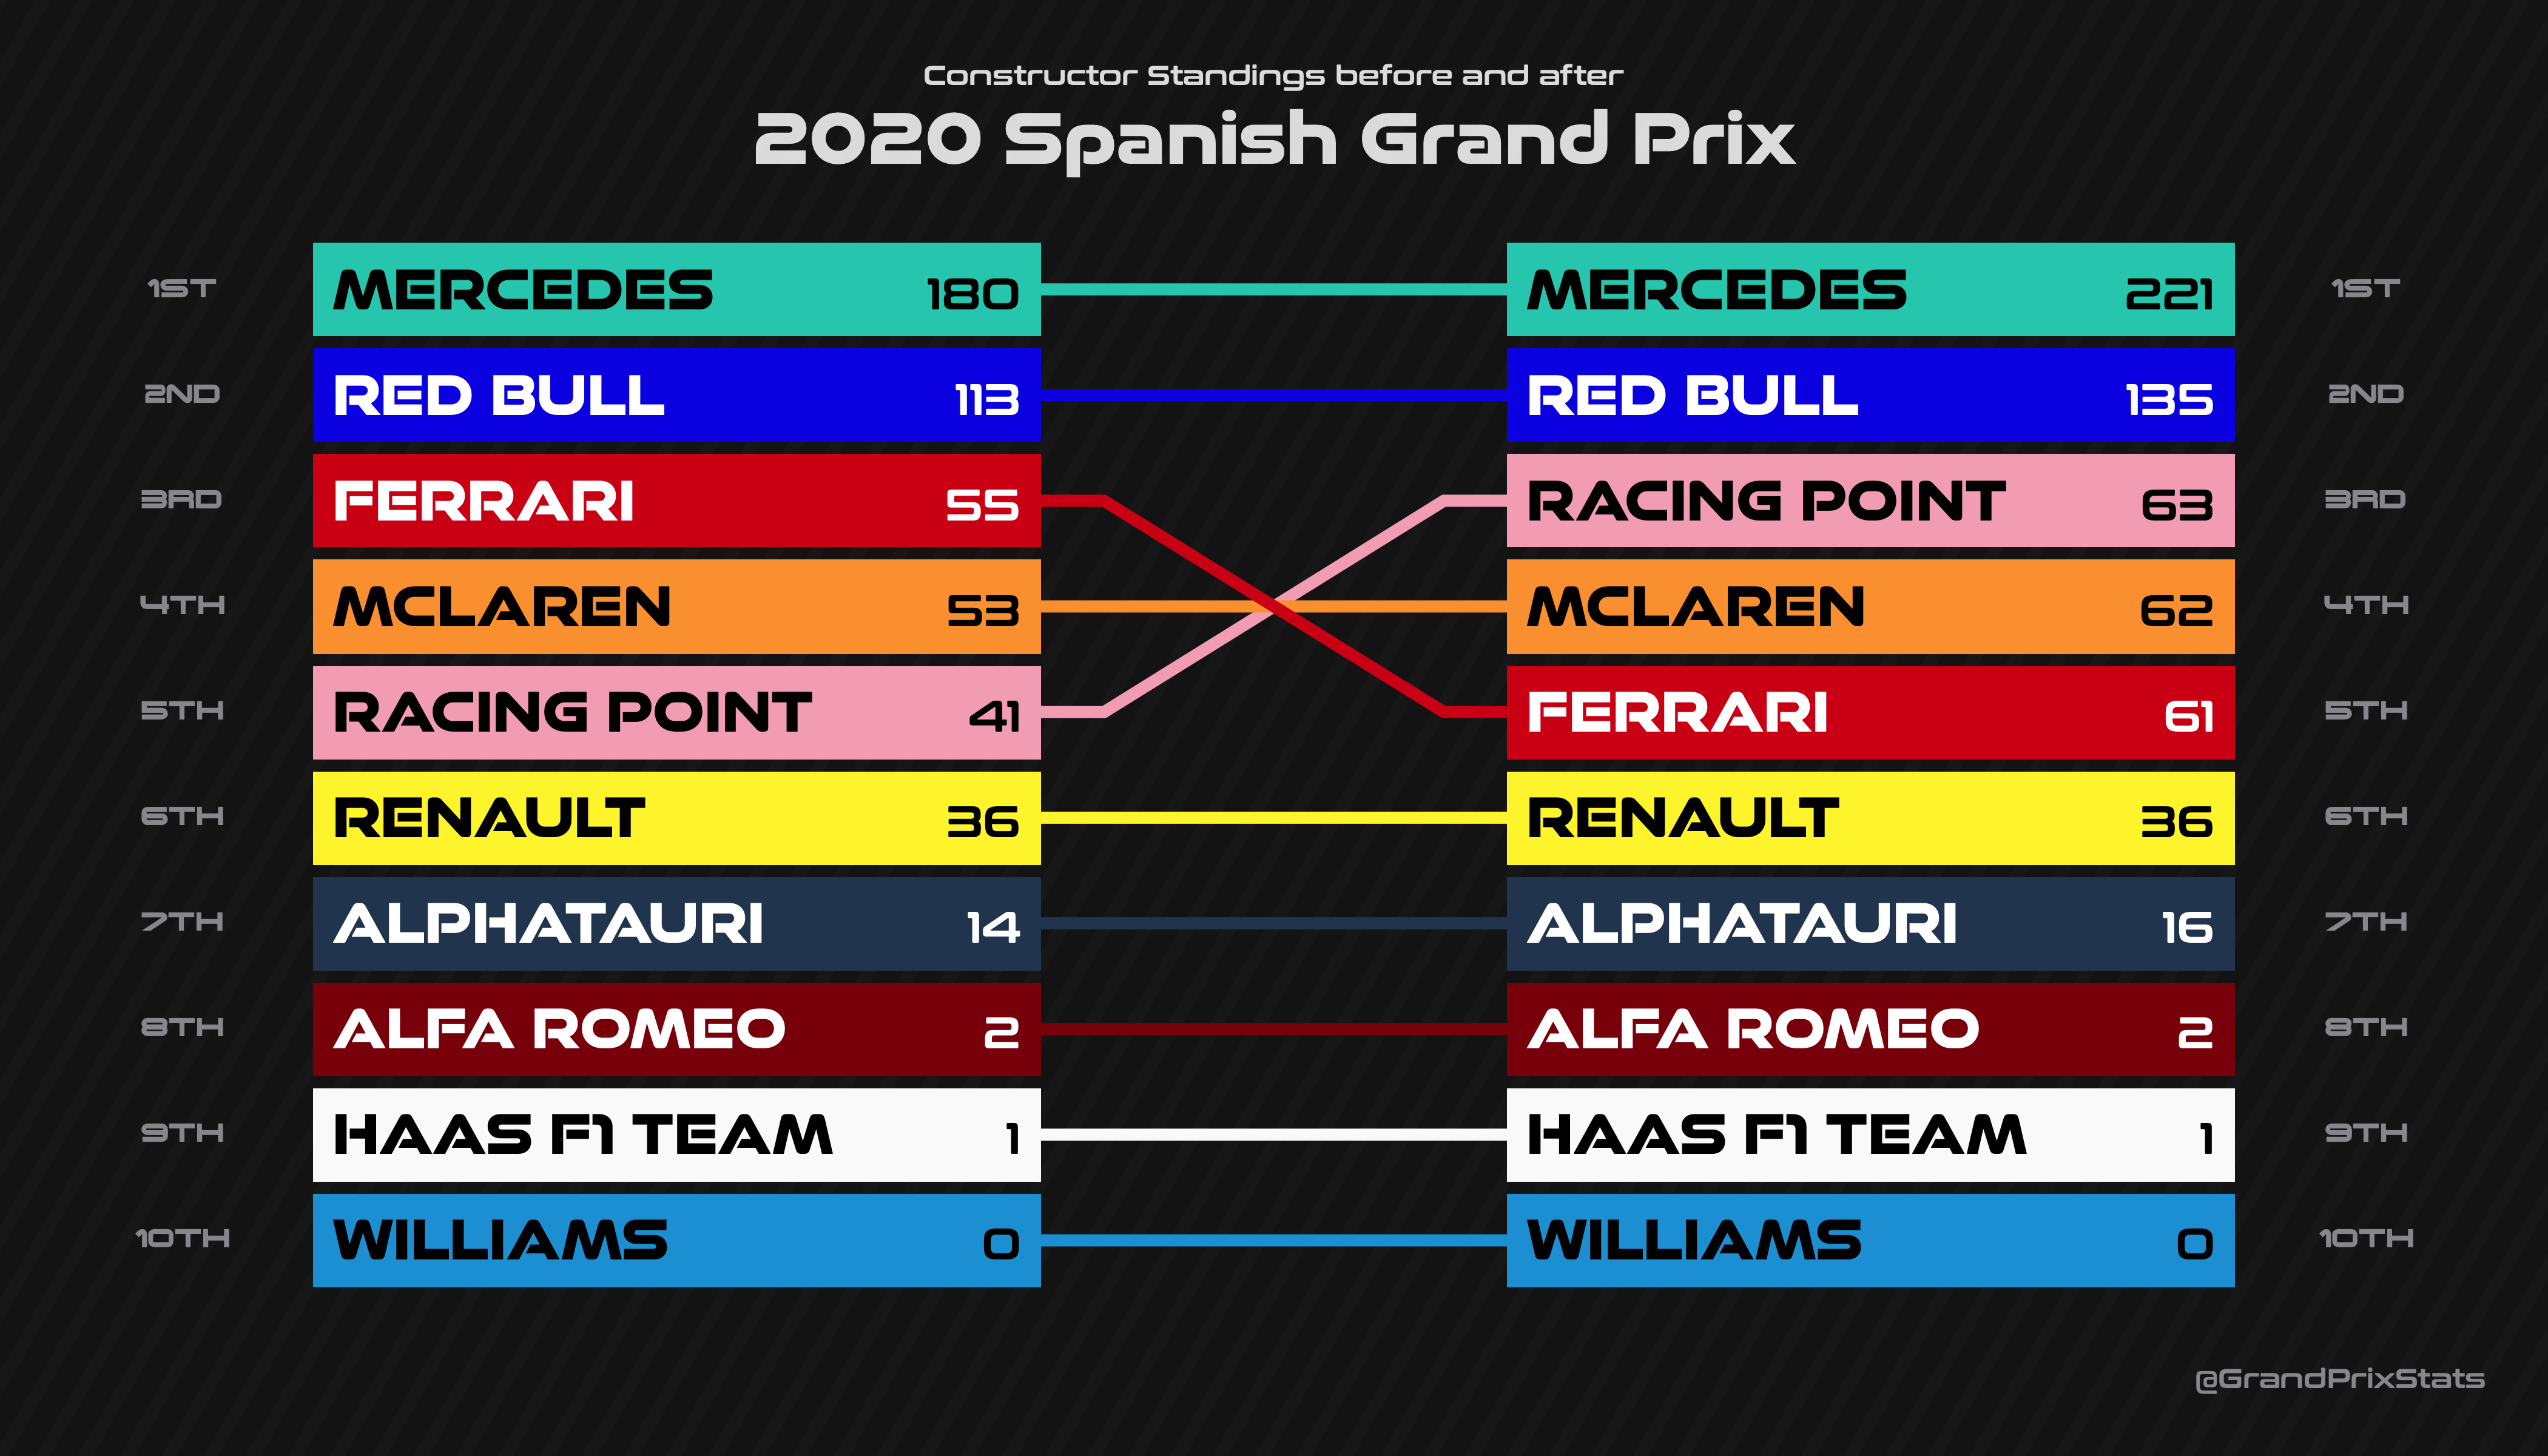 Constructor Standings before and after
2020 Spanish Grand Prix
1ST MERCEDES 180 MERCEDES 221 1ST
2ND RED BULL 113 RED BULL 135 2ND
3RD FERRARI 55 RACING POINT 63 3RD
4TH MCLAREN 53 MCLAREN 62 4TH
5TH RACING POINT 41 FERRARI 61 5TH
6TH RENAULT 36 RENAULT 36 6TH
7TH ALPHATAURI 14 ALPHATAURI 16 7TH
8TH ALFA ROMEO 2 ALFA ROMEO 2 8TH
9TH HAAS F1 TEAM 1 HAAS F1 TEAM 1 9TH
10TH WILLIAMS 0 WILLIAMS 0 10TH
@GrandPrixStats